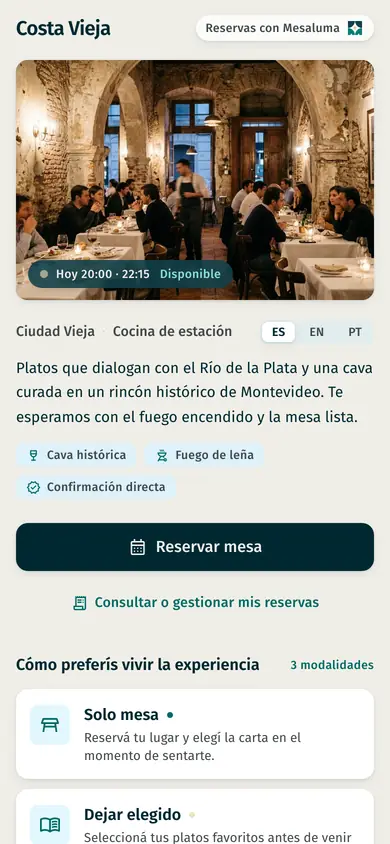 Costa Vieja
Reservas con Mesaluma
Hoy 20:00 · 22:15 Disponible
Ciudad Vieja · Cocina de estación
ES EN PT
Platos que dialogan con el Río de la Plata y una cava
curada en un rincón histórico de Montevideo. Te
esperamos con el fuego encendido y la mesa lista.
Cava histórica
Fuego de leña
Confirmación directa
Reservar mesa
Consultar o gestionar mis reservas
Cómo preferís vivir la experiencia
3 modalidades
Solo mesa
Reservá tu lugar y elegí la carta en el
momento de sentarte.
Dejar elegido
Seleccioná tus platos favoritos antes de venir